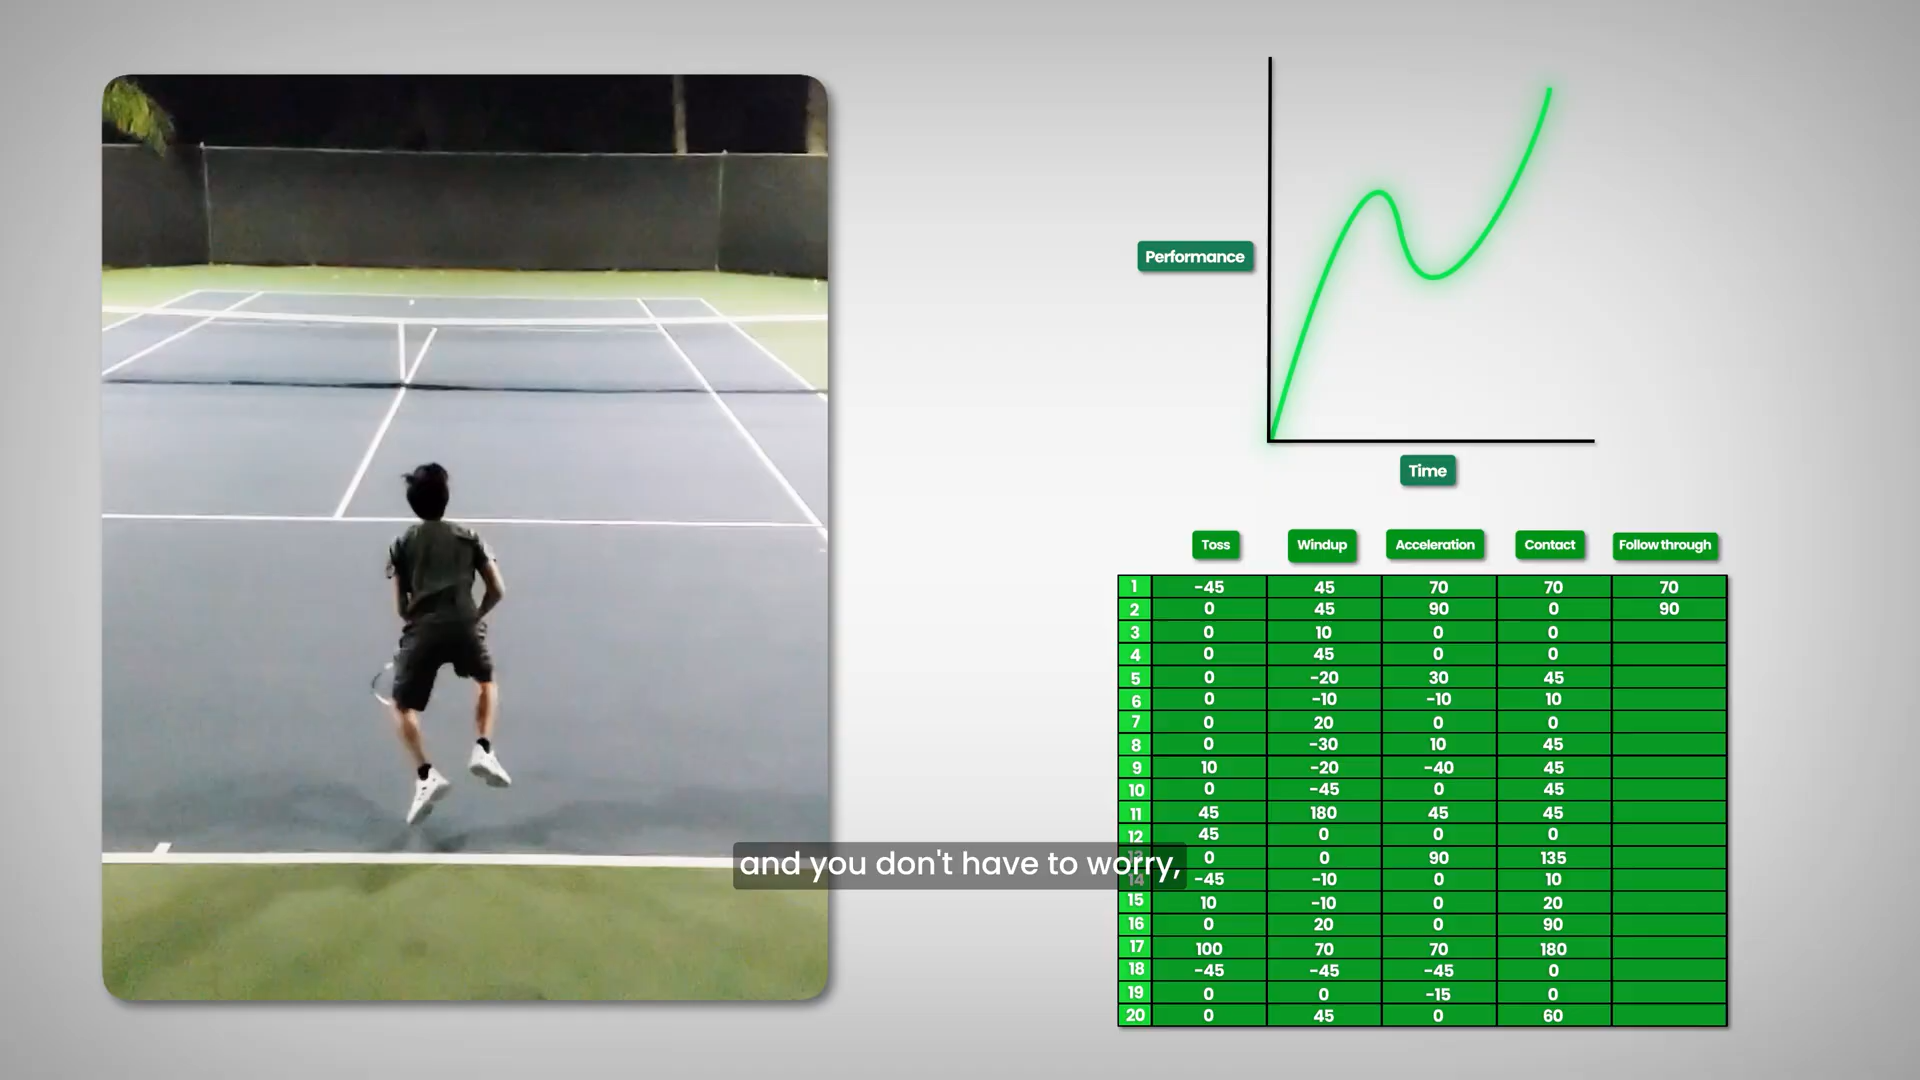 Performance
Time
Toss Windup Acceleration Contact Follow through
1 -45 45 70 70 70
2 0 45 90 0 90
3 0 10 0 0
4 0 45 0 0
5 0 -20 30 45
6 0 -10 -10 10
7 0 20 0 0
8 0 -30 10 45
9 10 -20 -40 45
10 0 -45 0 45
11 45 180 45 45
12 45 0 0 0
13 0 0 90 135
and you don't have to worry,
14 -45 -10 0 10
15 10 -10 0 20
16 0 20 0 90
17 100 70 70 180
18 -45 -45 -45 0
19 0 0 -15 0
20 0 45 0 60